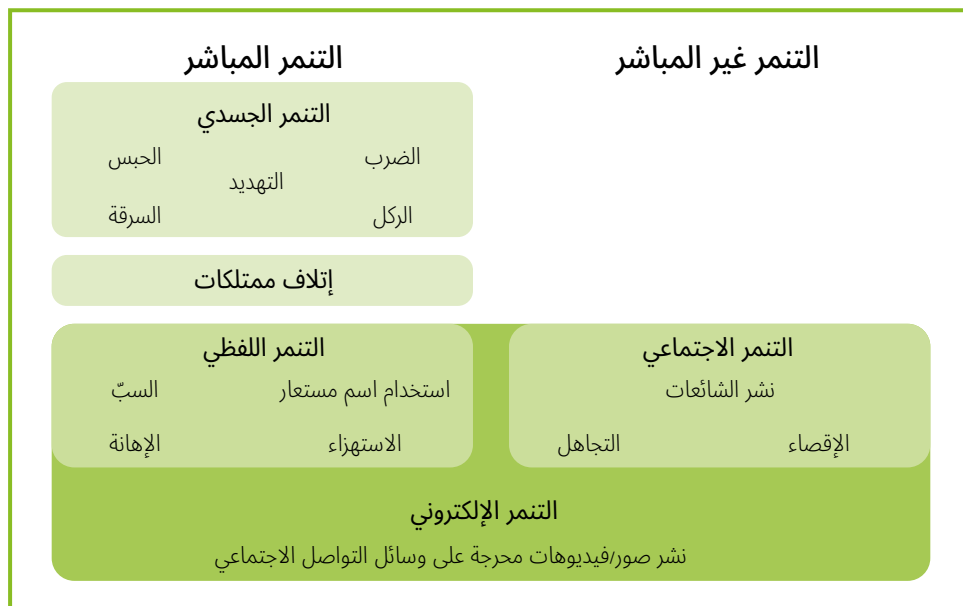 التنمر غير المباشر
التنمر المباشر
التنمر الجسدي
الضرب
الحبس
التهديد
الركل
السرقة
إتلاف ممتلكات
التنمر الاجتماعي
نشر الشائعات
الإقصاء
التجاهل
التنمر اللفظي
استخدام اسم مستعار
السبّ
الاستهزاء
الإهانة
التنمر الإلكتروني
نشر صور/فيديوهات محرجة على وسائل التواصل الاجتماعي